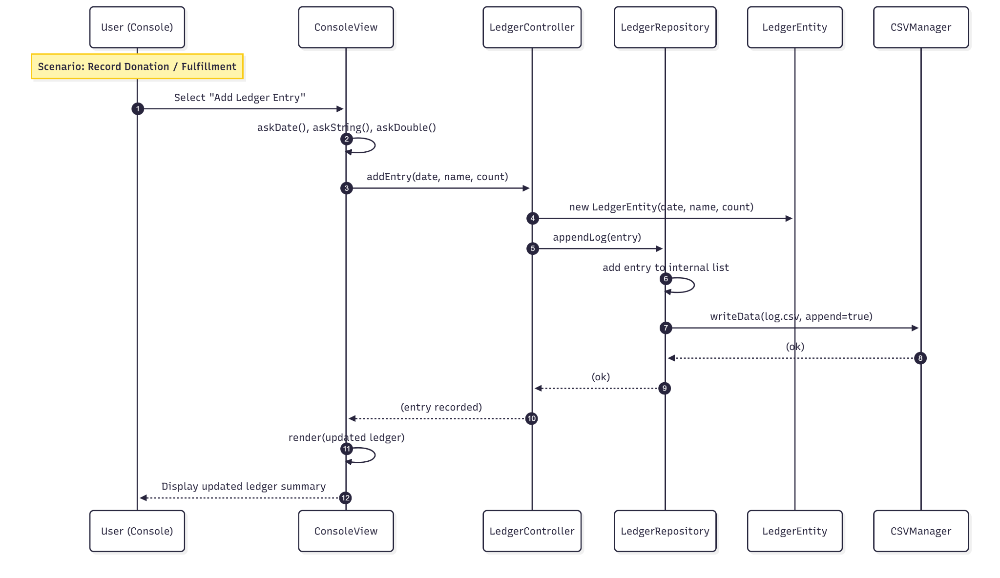 User (Console)
ConsoleView
LedgerController
LedgerRepository
LedgerEntity
CSVManager
Scenario: Record Donation / Fulfillment
Select "Add Ledger Entry"
1
askDate(), askString(), askDouble()
2
addEntry(date, name, count)
3
new LedgerEntity(date, name, count)
4
appendLog(entry)
5
add entry to internal list
6
writeData(log.csv, append=true)
7
(ok)
8
(ok)
9
(entry recorded)
10
render(updated ledger)
11
Display updated ledger summary
12
User (Console)
ConsoleView
LedgerController
LedgerRepository
LedgerEntity
CSVManager